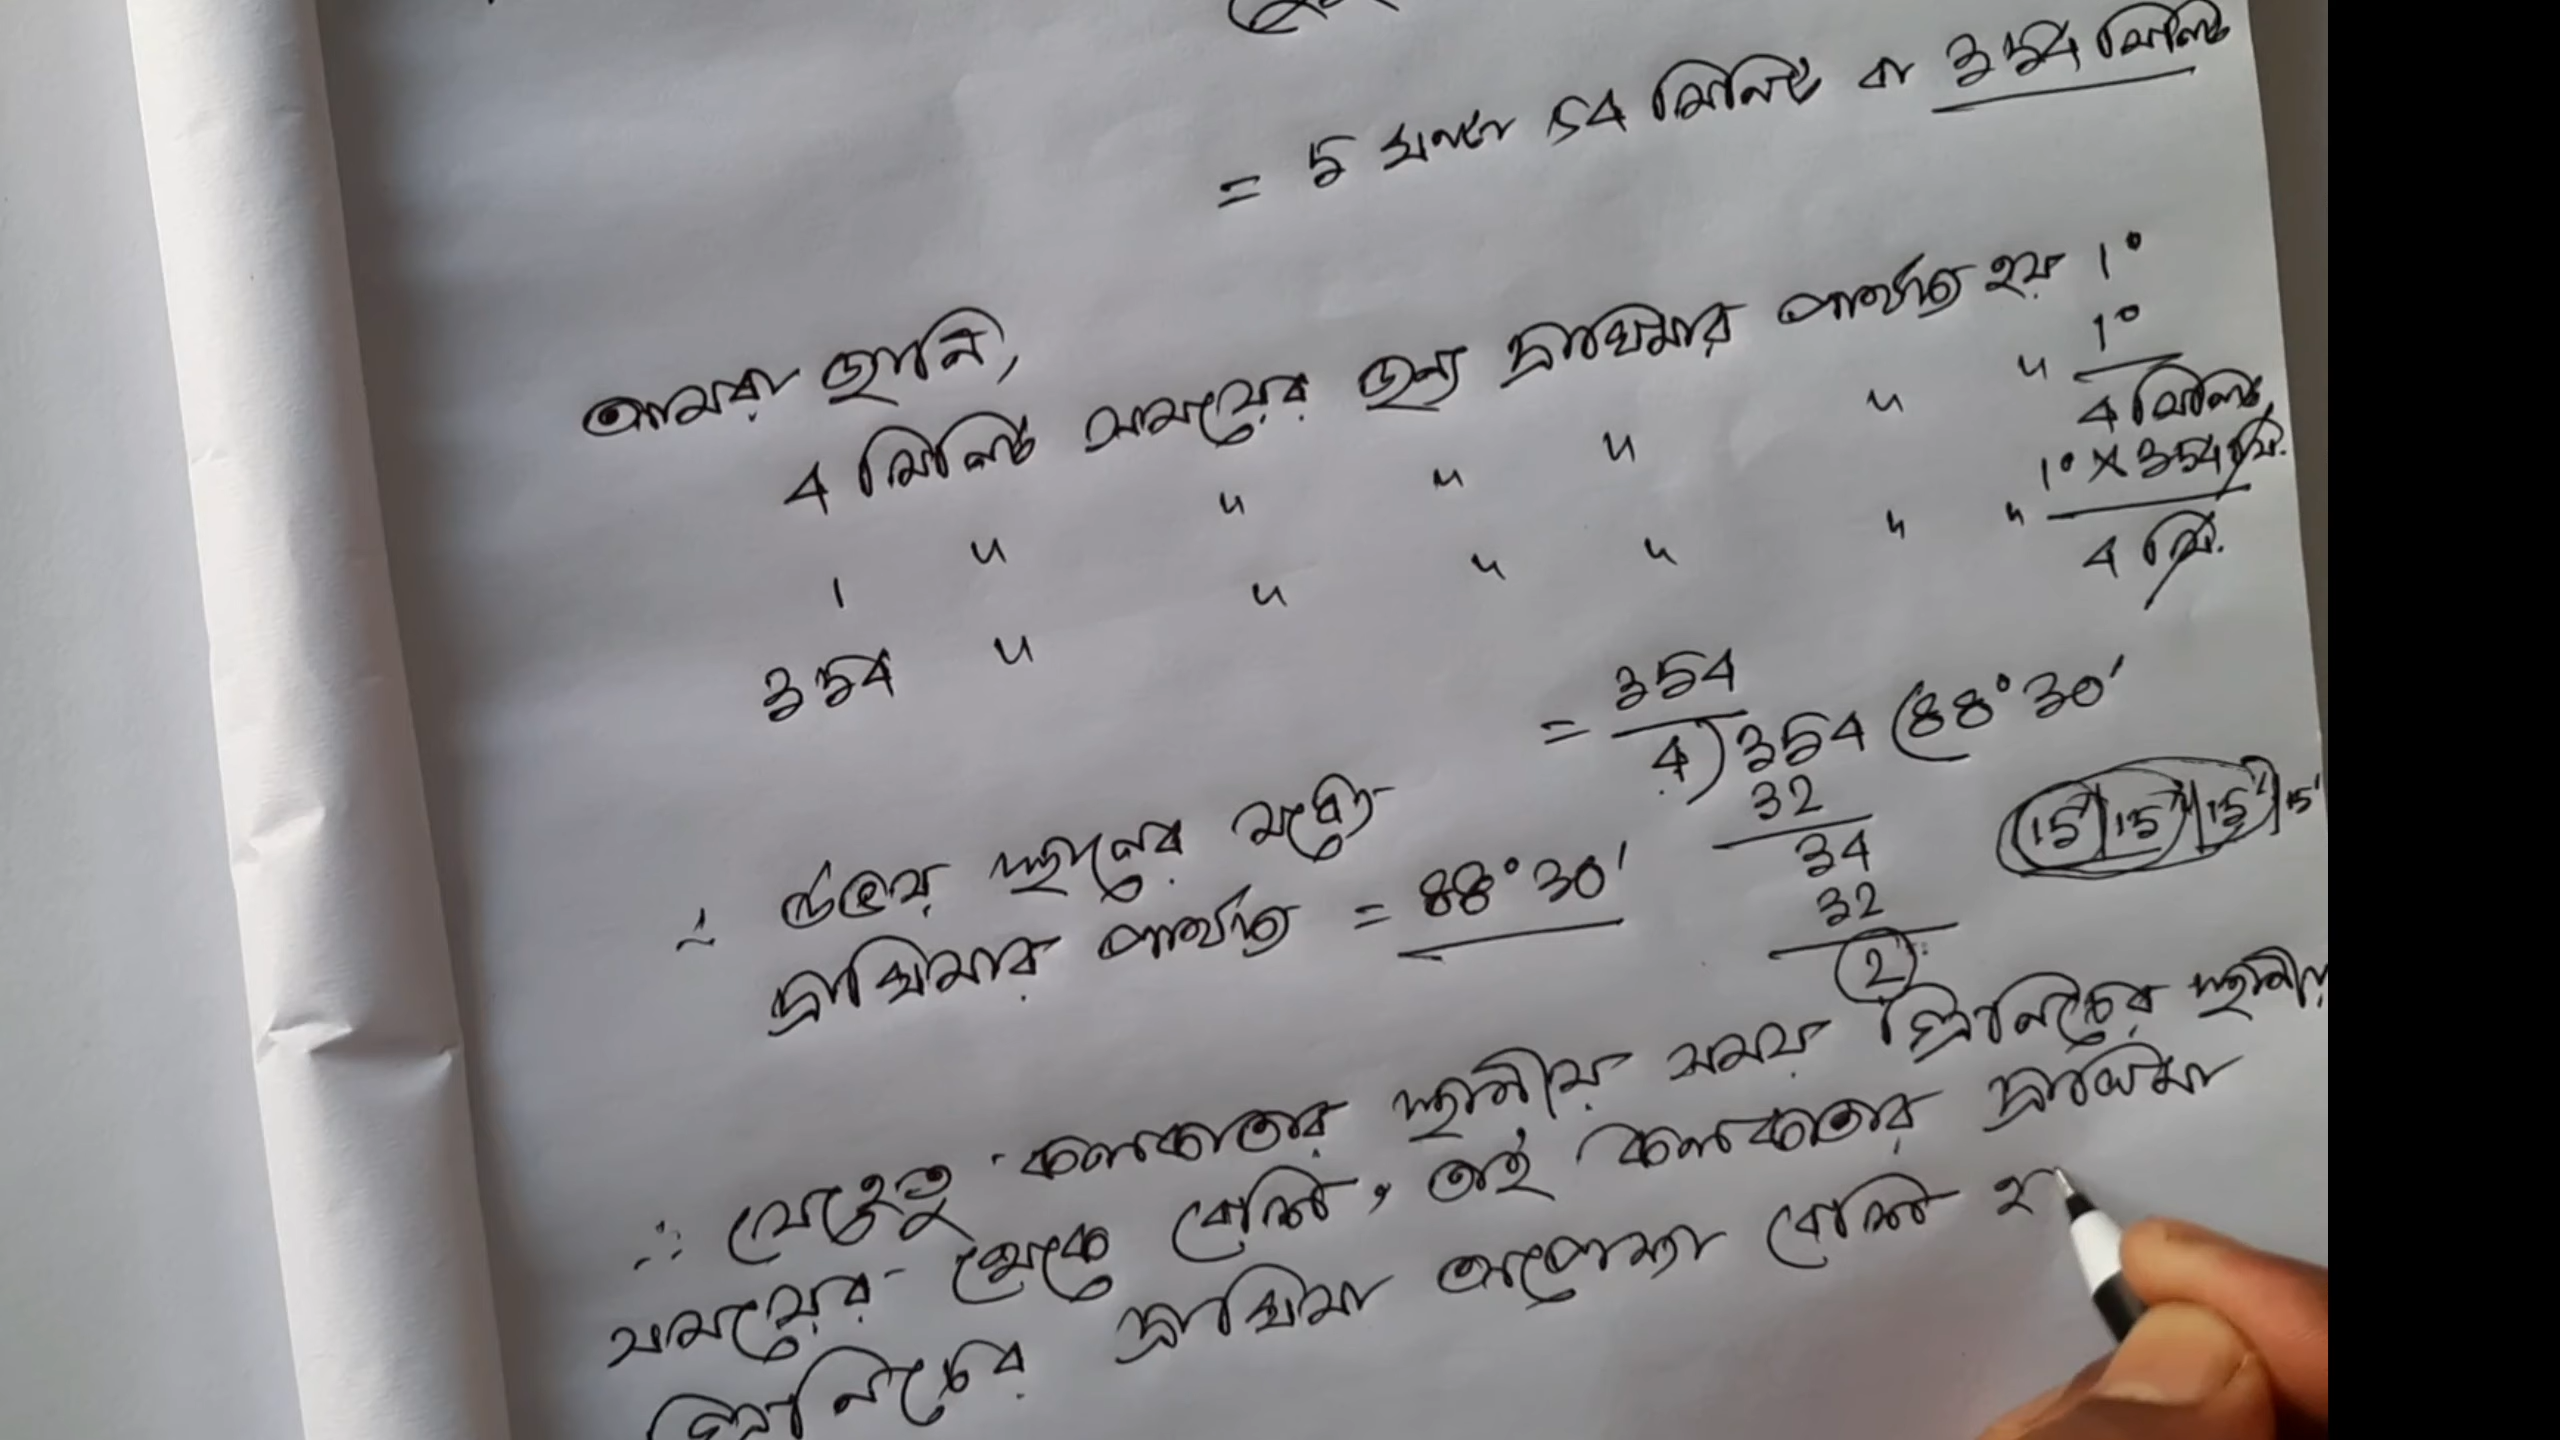 = 5 ঘন্টা 54 মিনিট বা 354 মিনিট
আমরা জানি,
4 মিনিট সময়ের জন্য দ্রাঘিমার পার্থক্য হয় 1°
1 " " " " " " 1° / 4 মিনিট
354 " " " " " " 1° × 354 মি. / 4 মি.
= 354 / 4) 354 (88° 30'
32
34
32
2
15' | 15' | 15' | 15'
∴ উভয় স্থানের মধ্যে
দ্রাঘিমার পার্থক্য = 88° 30'
∴ যেহেতু কলকাতার স্থানীয় সময় গ্রিনিচের স্থানীয়
সময়ের থেকে বেশি, তাই কলকাতার দ্রাঘিমা
গ্রিনিচের দ্রাঘিমা অপেক্ষা বেশি হ